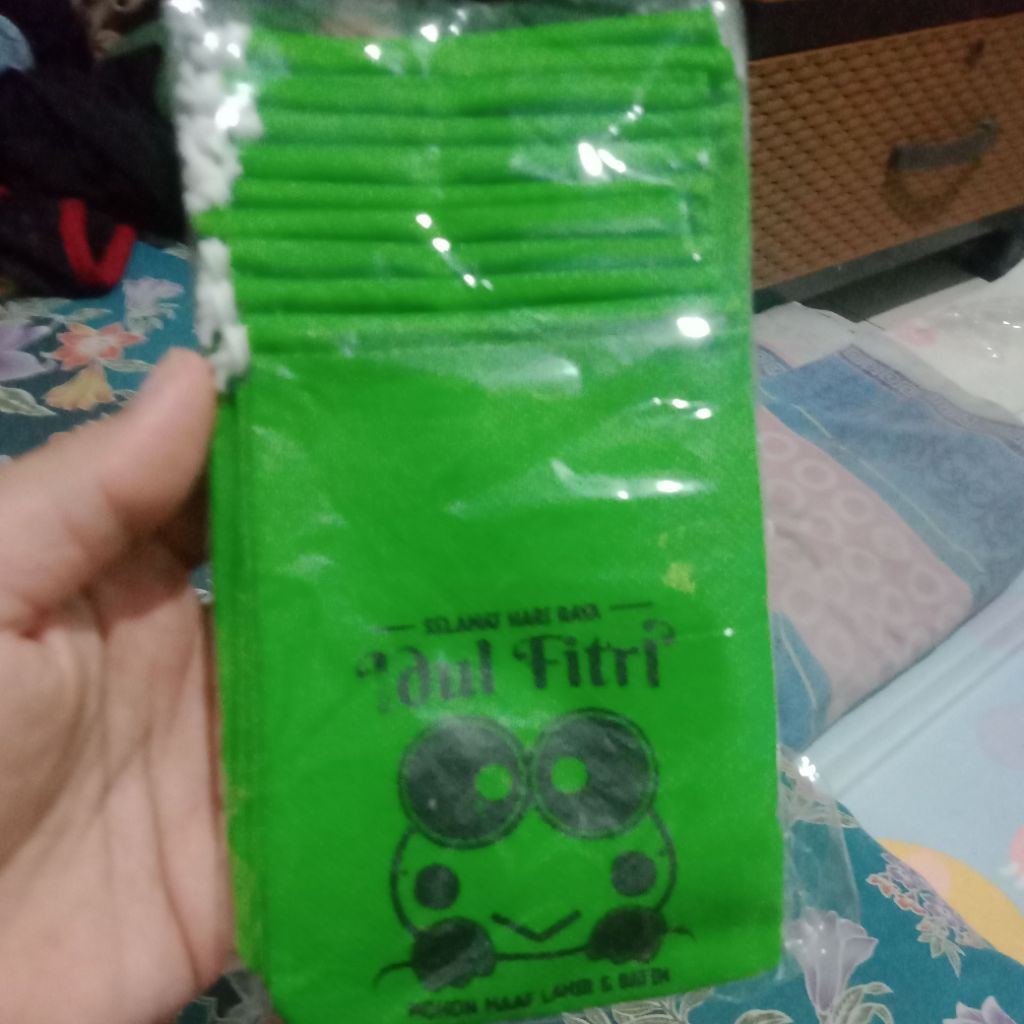 SELAMAT HARI RAYA
Idul Fitri
MOHON MAAF LAHIR & BATIN